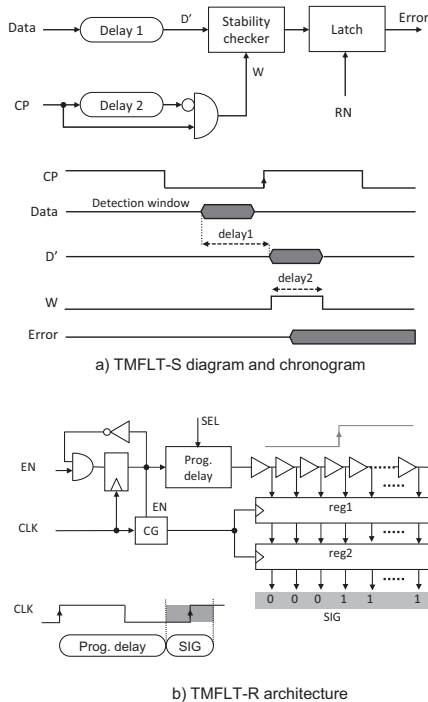 Data
Delay 1
D'
Stability
checker
Latch
Error
W
CP
Delay 2
RN
CP
Data
Detection window
delay1
D'
delay2
W
Error
a) TMFLT-S diagram and chronogram
SEL
EN
Prog.
delay
EN
CLK
CG
reg1
reg2
0 0 0 1 1 1
SIG
CLK
Prog. delay
SIG
b) TMFLT-R architecture